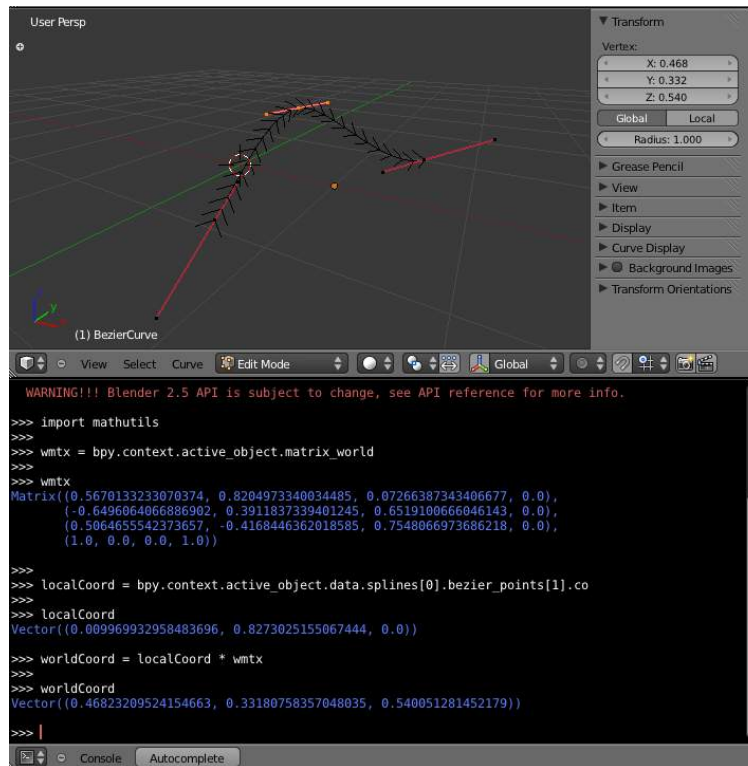 User Persp
(1) BezierCurve
Transform
Vertex:
X: 0.468
Y: 0.332
Z: 0.540
Global Local
Radius: 1.000
Grease Pencil
View
Item
Display
Curve Display
Background Images
Transform Orientations
View Select Curve Edit Mode Global
WARNING!!! Blender 2.5 API is subject to change, see API reference for more info.
>>> import mathutils
>>>
>>> wmtx = bpy.context.active_object.matrix_world
>>>
>>> wmtx
Matrix((0.5670133233070374, 0.8204973340034485, 0.07266387343406677, 0.0),
(-0.6496064066886902, 0.3911837339401245, 0.6519100666046143, 0.0),
(0.5064655542373657, -0.4168446362018585, 0.7548066973686218, 0.0),
(1.0, 0.0, 0.0, 1.0))
>>>
>>> localCoord = bpy.context.active_object.data.splines[0].bezier_points[1].co
>>>
>>> localCoord
Vector((0.009969932958483696, 0.8273025155067444, 0.0))
>>> worldCoord = localCoord * wmtx
>>>
>>> worldCoord
Vector((0.46823209524154663, 0.33180758357048035, 0.540051281452179))
>>>
Console Autocomplete